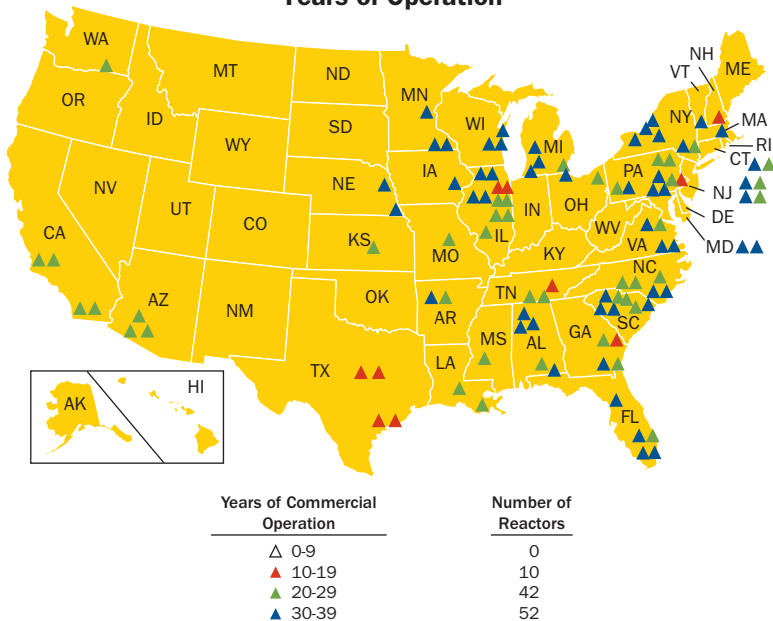 Years of Operation
WA
MT
ND
MN
NH
VT
ME
OR
ID
SD
WI
MI
NY
MA
RI
CT
WY
IA
PA
NJ
NE
NV
UT
CO
IL
IN
OH
WV
DE
MD
VA
CA
KS
MO
KY
NC
AZ
NM
OK
AR
TN
SC
MS
AL
GA
TX
LA
FL
AK
HI
Years of Commercial
Operation
Number of
Reactors
0-9 0
10-19 10
20-29 42
30-39 52